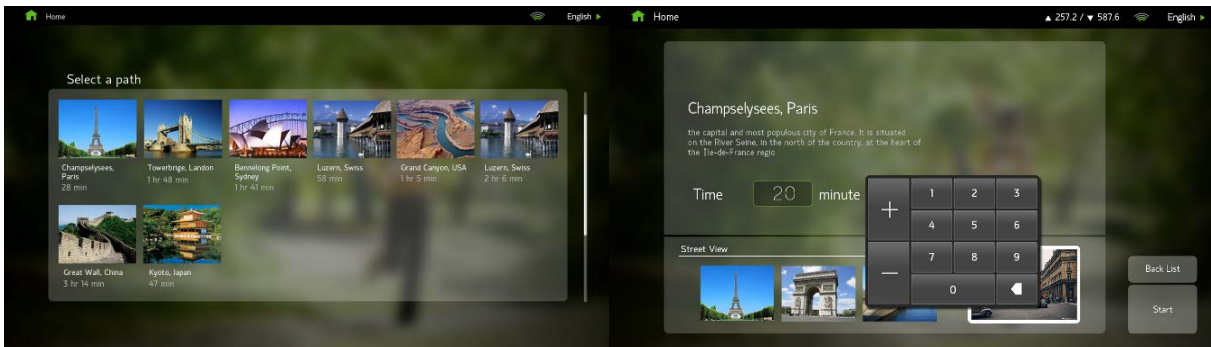 Home
English
Select a path
Champselysees,
Paris
28 min
Towerbrige, Landon
1 hr 48 min
Bennelong Point,
Sydney
1 hr 41 min
Luzern, Swiss
58 min
Grand Canyon, USA
1 hr 5 min
Luzern, Swiss
2 hr 6 min
Great Wall, China
3 hr 14 min
Kyoto, Japan
47 min
Home
▲ 257.2 / ▼ 587.6
English
Champselysees, Paris
the capital and most populous city of France. It is situated
on the River Seine, in the north of the country, at the heart of
the Île-de-France regio
Time 20 minute
+ 1 2 3
4 5 6
− 7 8 9
0
Street View
Back List
Start